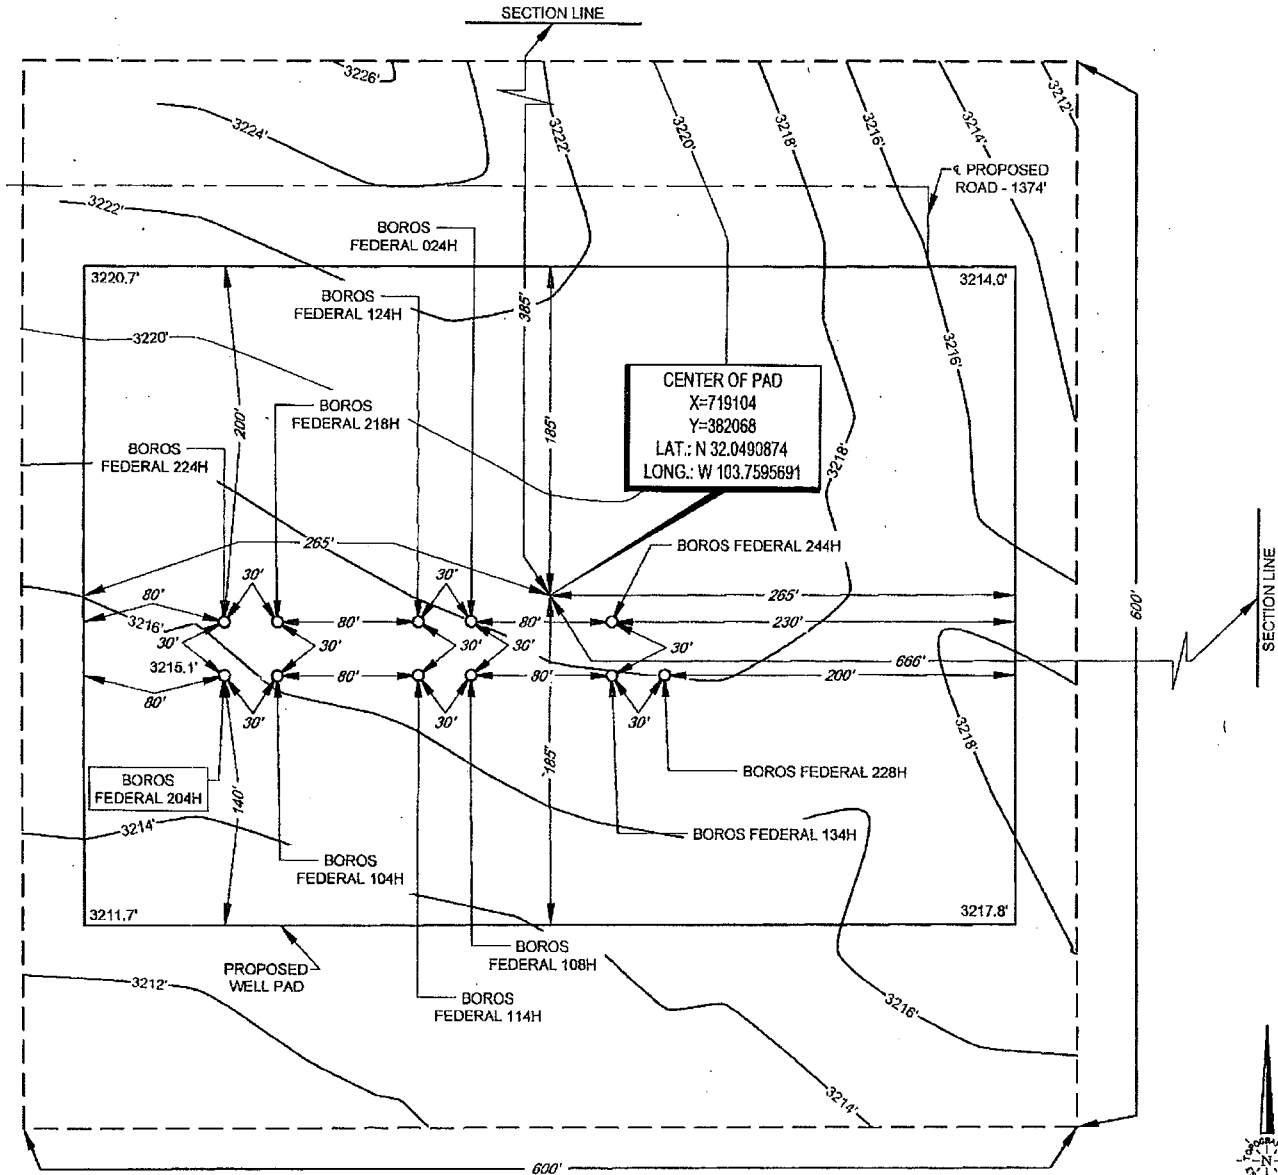 SECTION LINE
3226'
3224'
3222'
3220'
3218'
3216'
3214'
3212'
℄ PROPOSED
ROAD - 1374'
3222'
BOROS
FEDERAL 024H
3220.7'
3214.0'
BOROS
FEDERAL 124H
385'
3220'
3216'
CENTER OF PAD
X=719104
Y=382068
LAT.: N 32.0490874
LONG.: W 103.7595691
BOROS
FEDERAL 218H
200'
185'
3218'
BOROS
FEDERAL 224H
265'
BOROS FEDERAL 244H
30'
30'
80'
265'
SECTION LINE
600'
3216'
80'
80'
230'
30'
30'
30'
30'
30'
666'
3215.1'
80'
80'
200'
80'
30'
30'
30'
3218'
185'
BOROS
FEDERAL 204H
140'
BOROS FEDERAL 228H
3214'
BOROS FEDERAL 134H
BOROS
FEDERAL 104H
3211.7'
3217.8'
BOROS
FEDERAL 108H
PROPOSED
WELL PAD
3212'
BOROS
FEDERAL 114H
3216'
3214'
600'
N